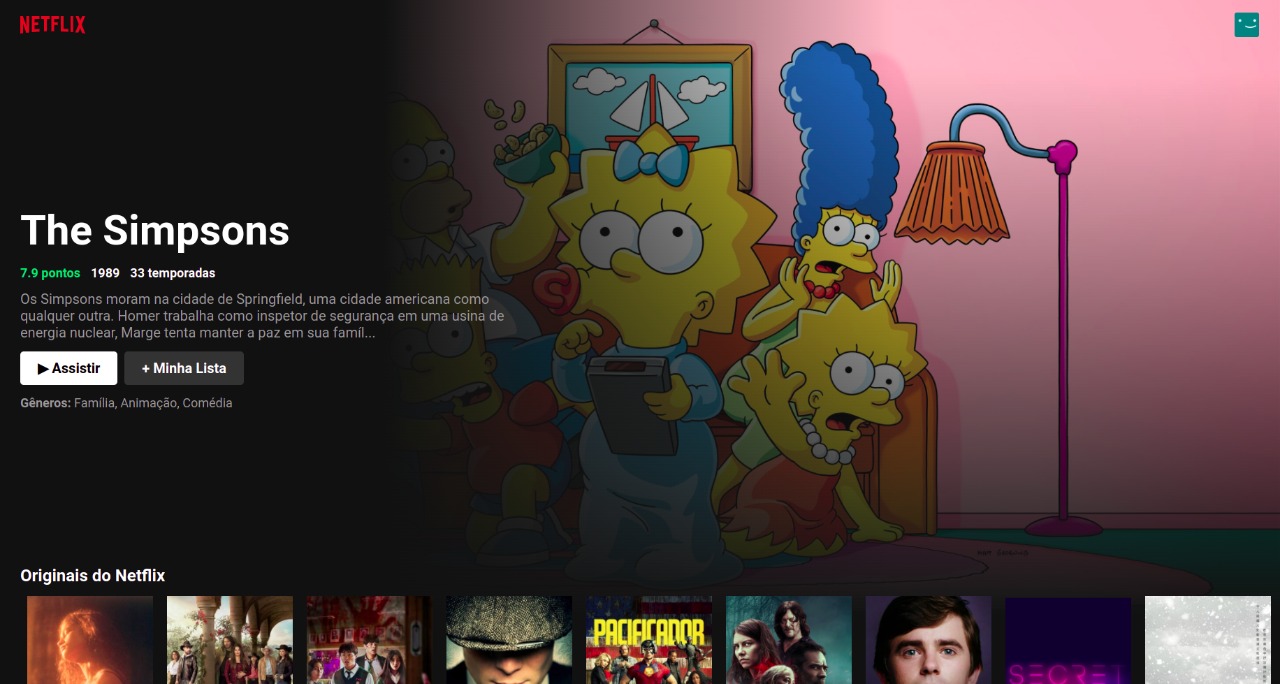 NETFLIX
The Simpsons
7.9 pontos 1989 33 temporadas
Os Simpsons moram na cidade de Springfield, uma cidade americana como
qualquer outra. Homer trabalha como inspetor de segurança em uma usina de
energia nuclear, Marge tenta manter a paz em sua famíl...
▶ Assistir
+ Minha Lista
Gêneros: Família, Animação, Comédia
Originais do Netflix
PACIFICADOR
SECRET